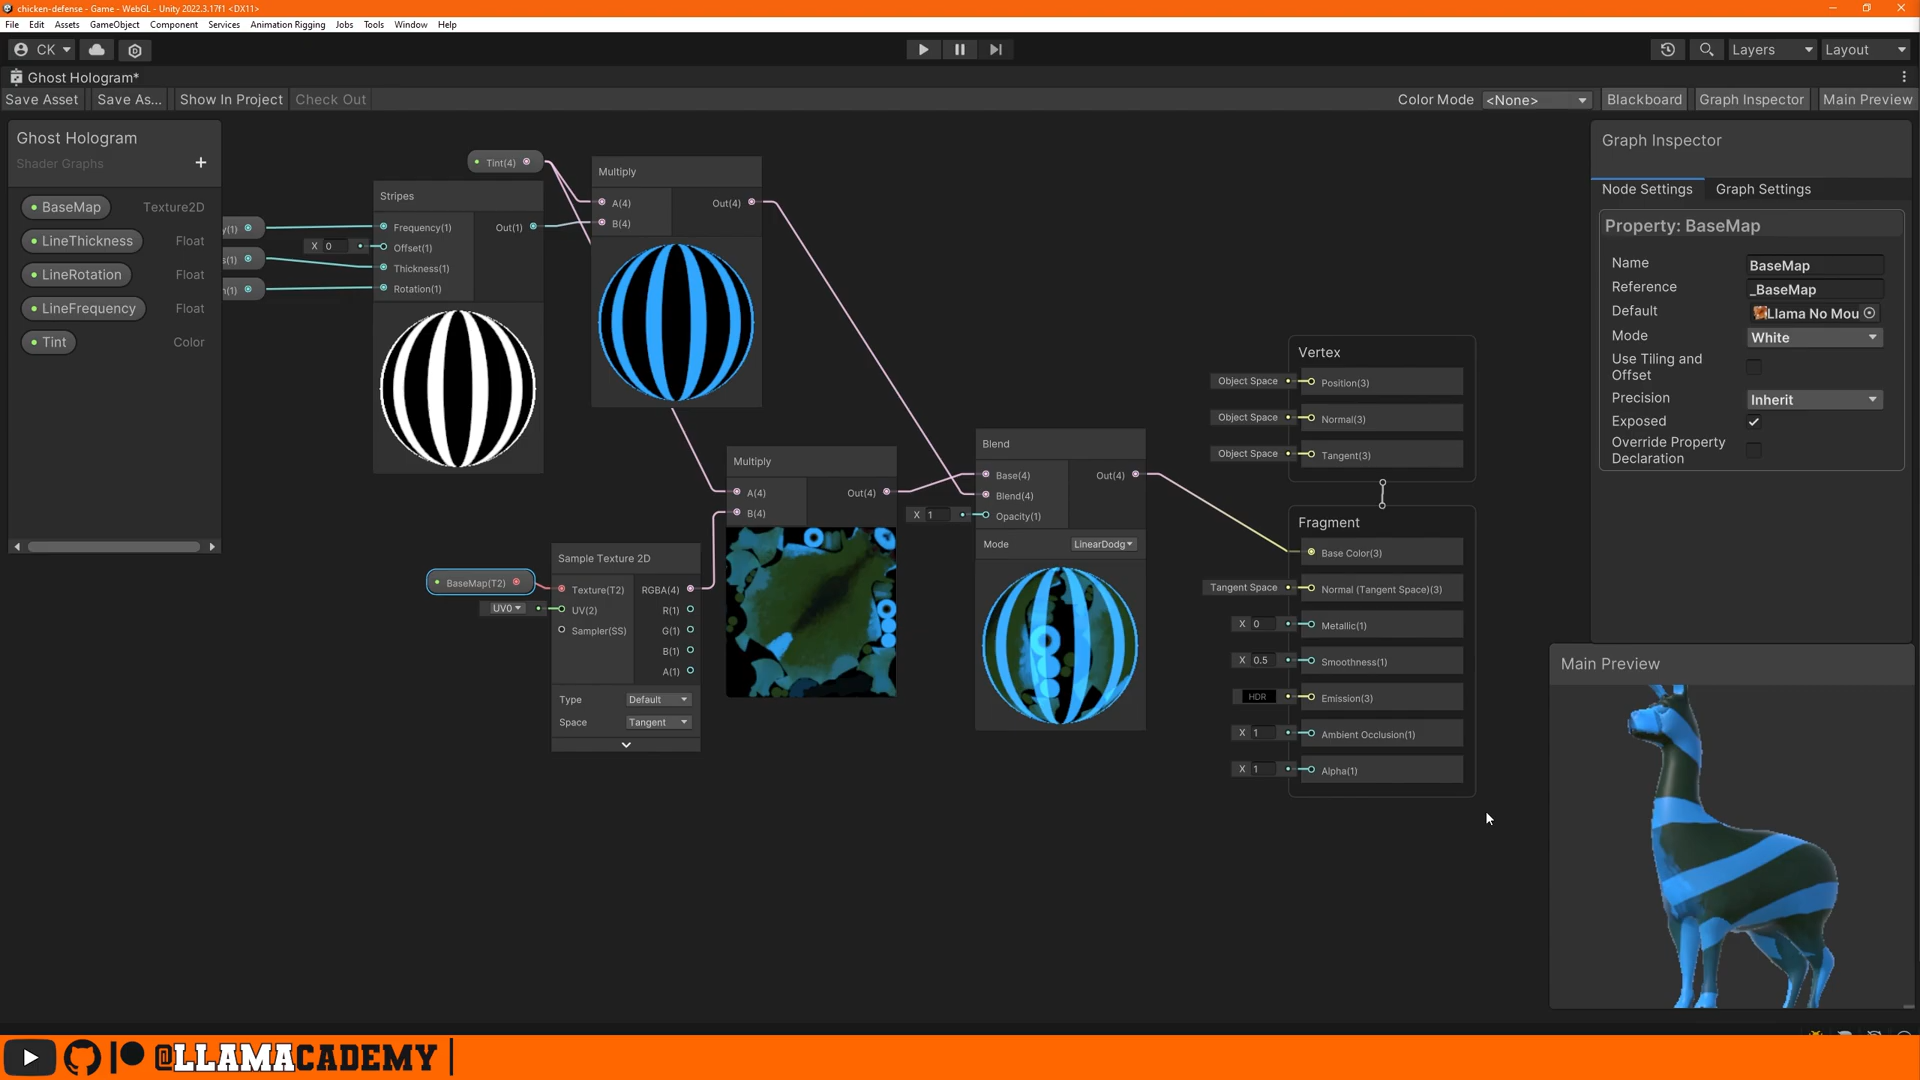 chicken-defense - Game - WebGL - Unity 2022.3.17f1 <DX11>
File Edit Assets GameObject Component Services Animation Rigging Jobs Tools Window Help
CK Layers Layout
Ghost Hologram*
Save Asset Save As... Show In Project Check Out Color Mode <None> Blackboard Graph Inspector Main Preview
Ghost Hologram
Shader Graphs +
BaseMap Texture2D
LineThickness Float
LineRotation Float
LineFrequency Float
Tint Color
y(1)
s(1)
n(1)
Tint(4)
Stripes
Frequency(1) Out(1)
X 0 Offset(1)
Thickness(1)
Rotation(1)
Multiply
A(4) Out(4)
B(4)
Multiply
A(4) Out(4)
B(4)
BaseMap(T2)
UV0
Sample Texture 2D
Texture(T2) RGBA(4)
UV(2) R(1)
Sampler(SS) G(1)
B(1)
A(1)
Type Default
Space Tangent
Blend
Base(4) Out(4)
Blend(4)
X 1 Opacity(1)
Mode LinearDodg
Vertex
Object Space Position(3)
Object Space Normal(3)
Object Space Tangent(3)
Fragment
Base Color(3)
Tangent Space Normal (Tangent Space)(3)
X 0 Metallic(1)
X 0.5 Smoothness(1)
HDR Emission(3)
X 1 Ambient Occlusion(1)
X 1 Alpha(1)
Graph Inspector
Node Settings Graph Settings
Property: BaseMap
Name BaseMap
Reference _BaseMap
Default Llama No Mou
Mode White
Use Tiling and
Offset
Precision Inherit
Exposed
Override Property
Declaration
Main Preview
@LLAMACADEMY